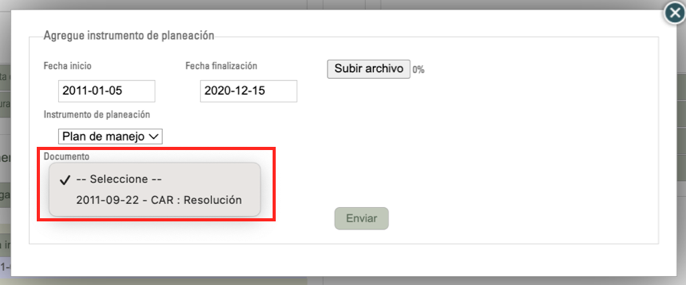 Agregue instrumento de planeación
Fecha inicio Fecha finalización
2011-01-05 2020-12-15 Subir archivo 0%
Instrumento de planeación
Plan de manejo
Documento
-- Seleccione --
2011-09-22 - CAR : Resolución
Enviar